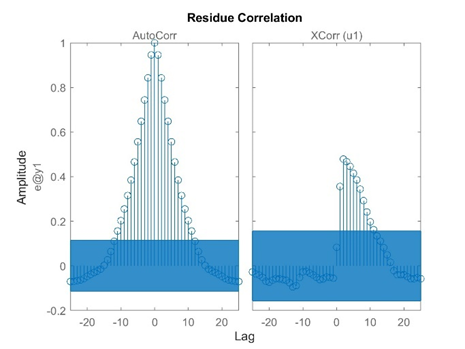 Residue Correlation
AutoCorr
XCorr (u1)
Amplitude
e@y1
1
0.8
0.6
0.4
0.2
0
-0.2
-20 -10 0 10 20
-20 -10 0 10 20
Lag